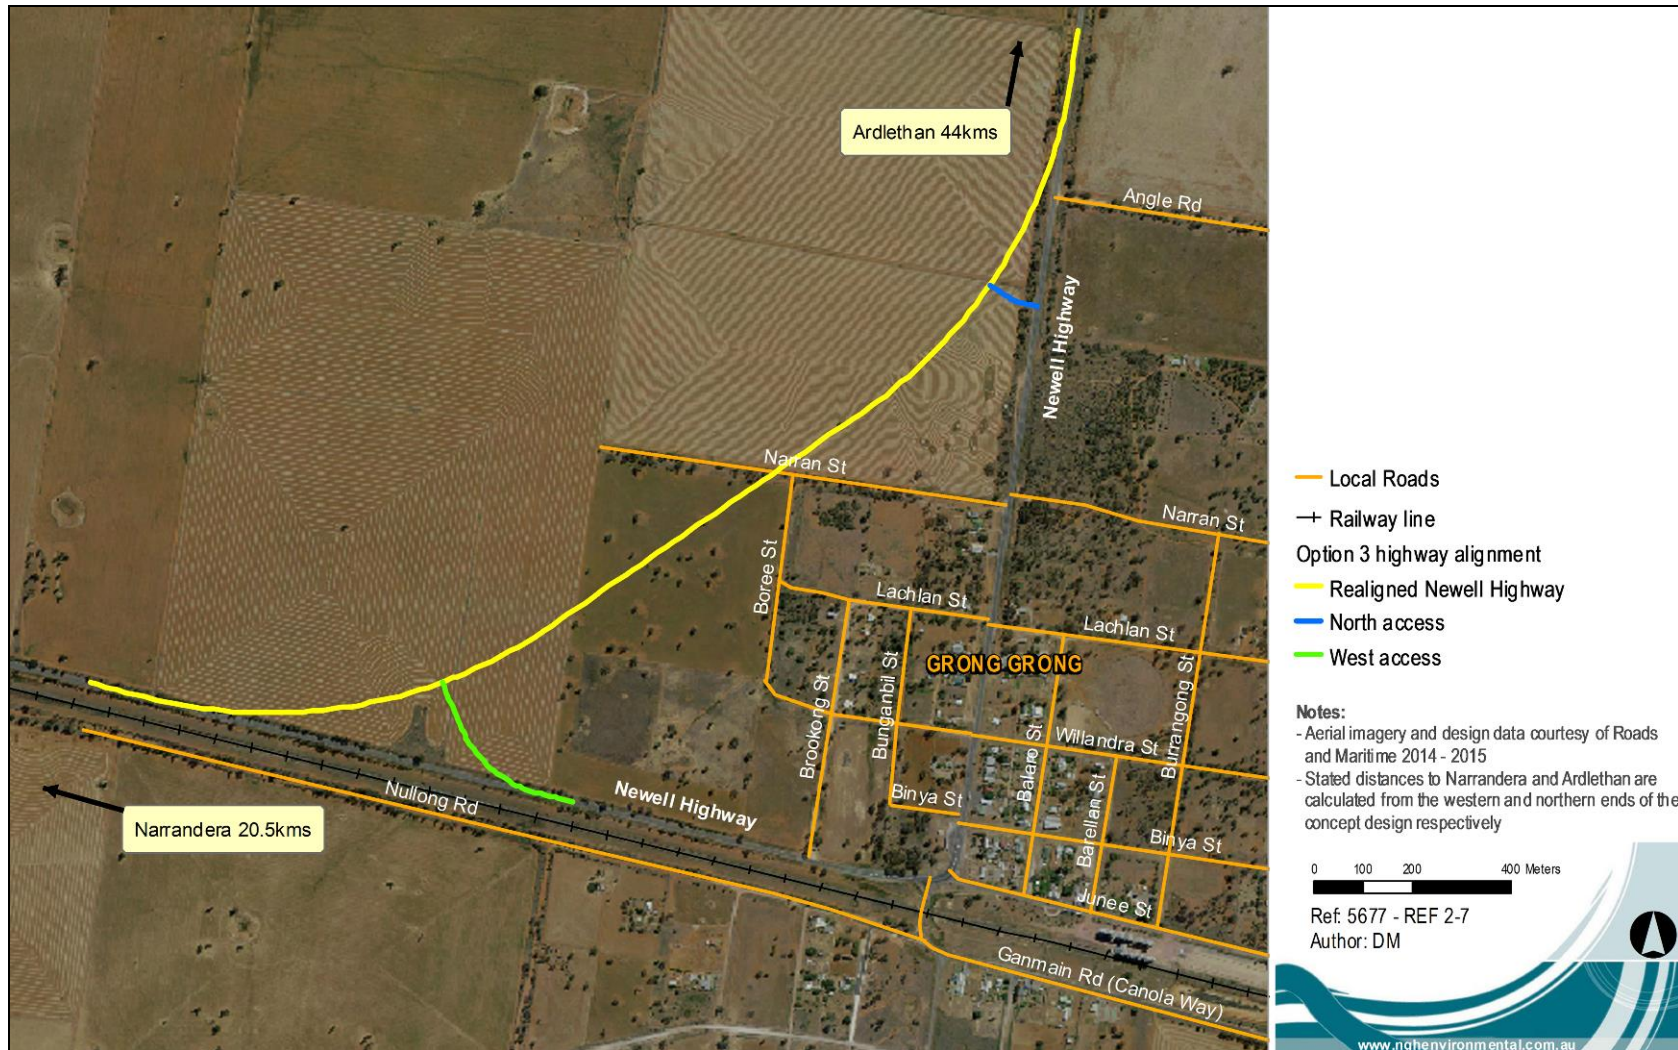 Ardlethan 44kms
Angle Rd
Newell Highway
Narran St
Narran St
Boree St
Lachlan St
Lachlan St
GRONG GRONG
Brookong St
Bunganbil St
Balaro St
Willandra St
Burrangong St
Barellan St
Binya St
Binya St
Junee St
Newell Highway
Nullong Rd
Narrandera 20.5kms
Ganmain Rd (Canola Way)
Local Roads
Railway line
Option 3 highway alignment
Realigned Newell Highway
North access
West access
Notes:
- Aerial imagery and design data courtesy of Roads
and Maritime 2014 - 2015
- Stated distances to Narrandera and Ardlethan are
calculated from the western and northern ends of the
concept design respectively
0 100 200 400 Meters
Ref: 5677 - REF 2-7
Author: DM
www.nghenvironmental.com.au